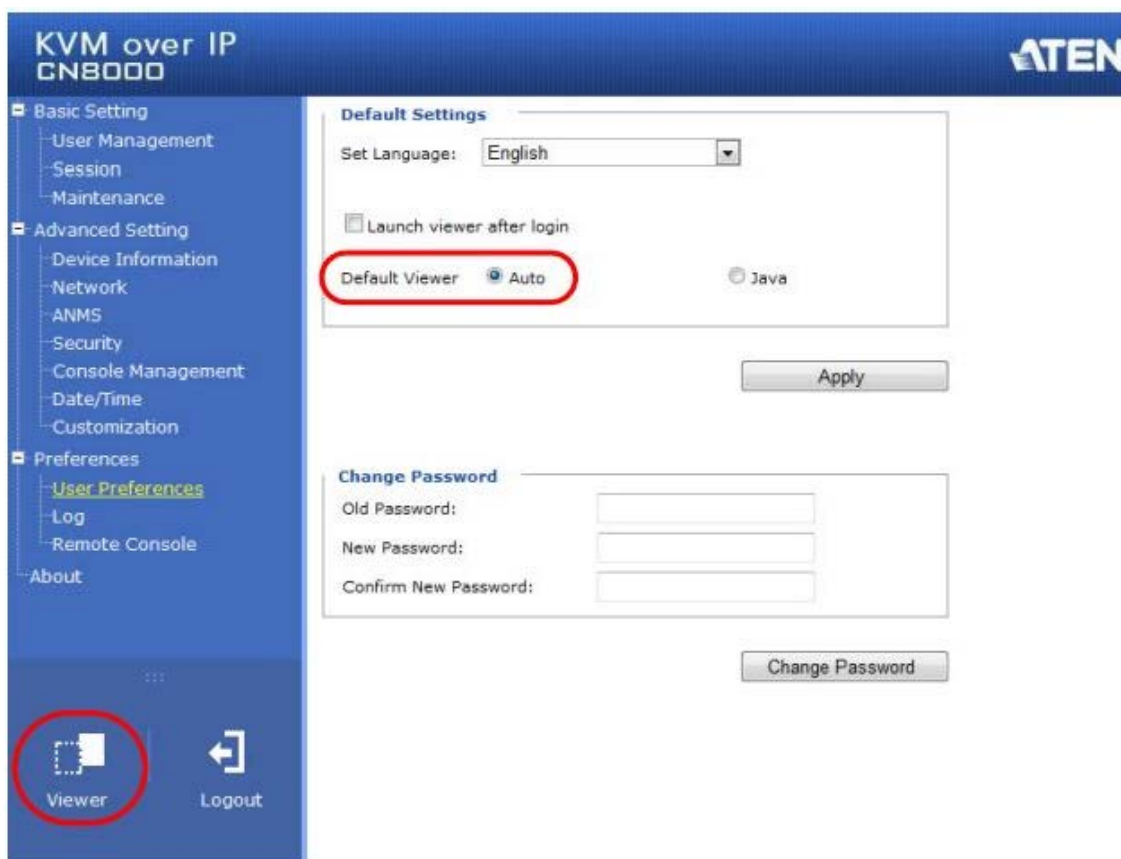 KVM over IP
CN8000
ATEN
Basic Setting
User Management
Session
Maintenance
Advanced Setting
Device Information
Network
ANMS
Security
Console Management
Date/Time
Customization
Preferences
User Preferences
Log
Remote Console
About
Viewer
Logout
Default Settings
Set Language: English
Launch viewer after login
Default Viewer Auto Java
Apply
Change Password
Old Password:
New Password:
Confirm New Password:
Change Password